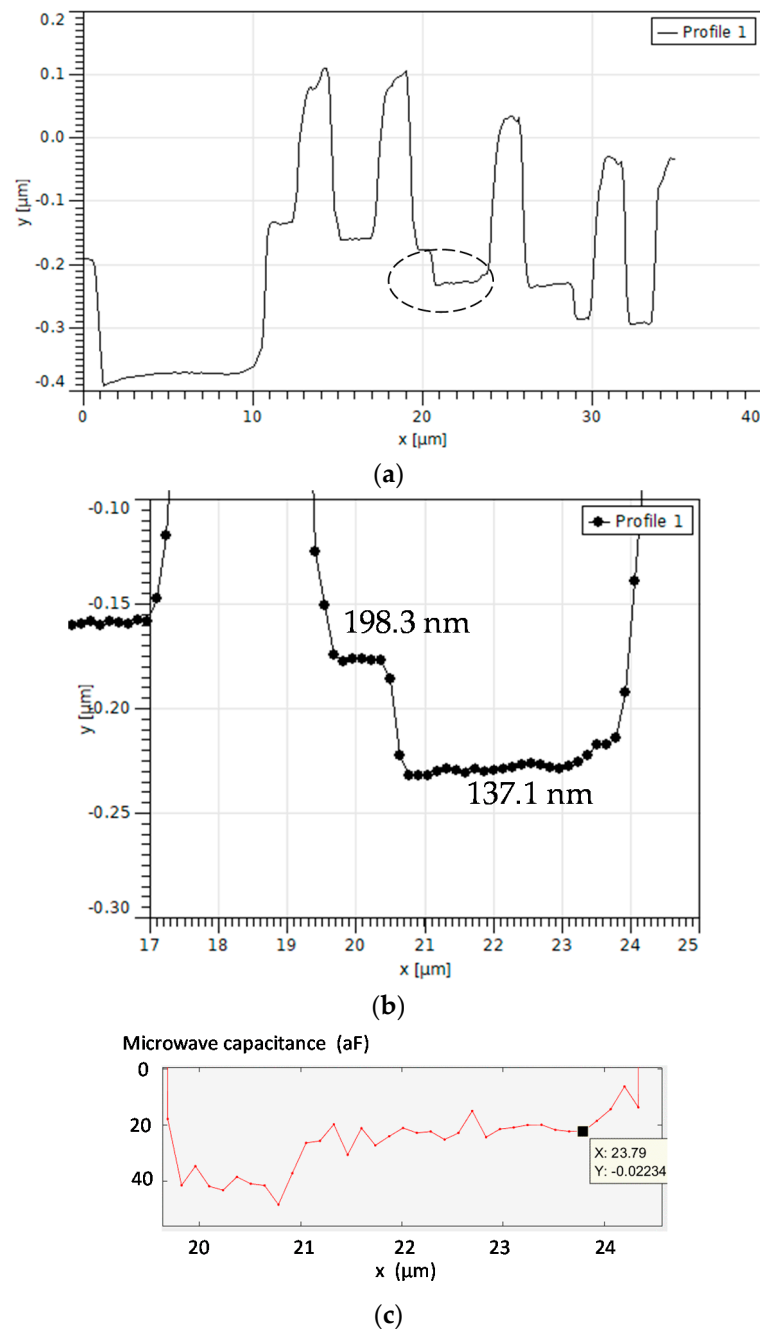 0.2
0.1
0.0
-0.1
-0.2
-0.3
-0.4
y [µm]
Profile 1
0 10 20 30 40
x [µm]
(a)
-0.10
-0.15
-0.20
-0.25
-0.30
y [µm]
Profile 1
198.3 nm
137.1 nm
17 18 19 20 21 22 23 24 25
x [µm]
(b)
Microwave capacitance (aF)
0
20
40
X: 23.79
Y: -0.02234
20 21 22 23 24
x (µm)
(c)